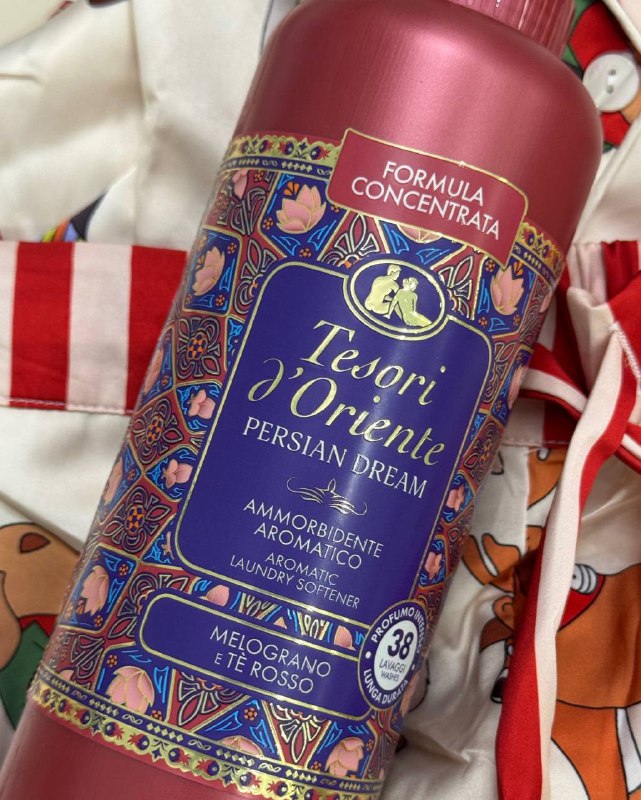 FORMULA
CONCENTRATA
Tesori
d'Oriente
PERSIAN DREAM
AMMORBIDENTE
AROMATICO
AROMATIC
LAUNDRY SOFTENER
MELOGRANO
E TÈ ROSSO
PROFUMO
38
LAVAGGI
WASHES
LUNGA DURATA